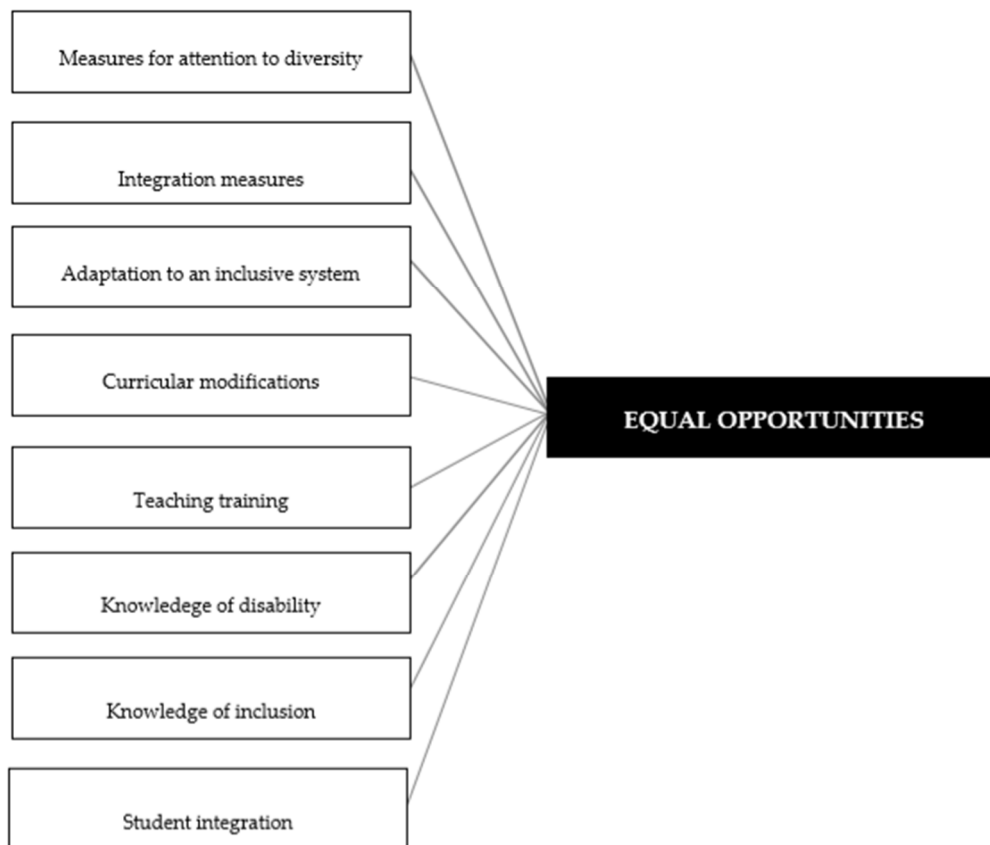 Measures for attention to diversity
Integration measures
Adaptation to an inclusive system
Curricular modifications
EQUAL OPPORTUNITIES
Teaching training
Knowledege of disability
Knowledge of inclusion
Student integration